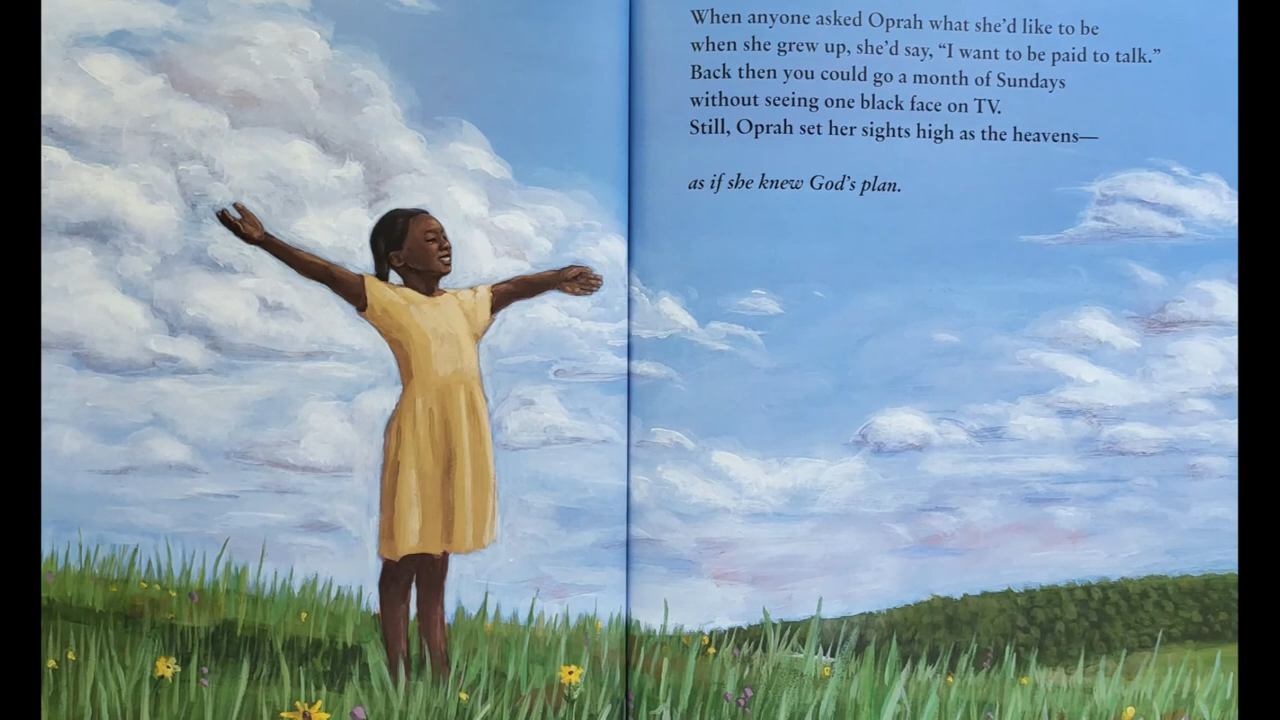 When anyone asked Oprah what she'd like to be
when she grew up, she'd say, “I want to be paid to talk.”
Back then you could go a month of Sundays
without seeing one black face on TV.
Still, Oprah set her sights high as the heavens—
as if she knew God's plan.